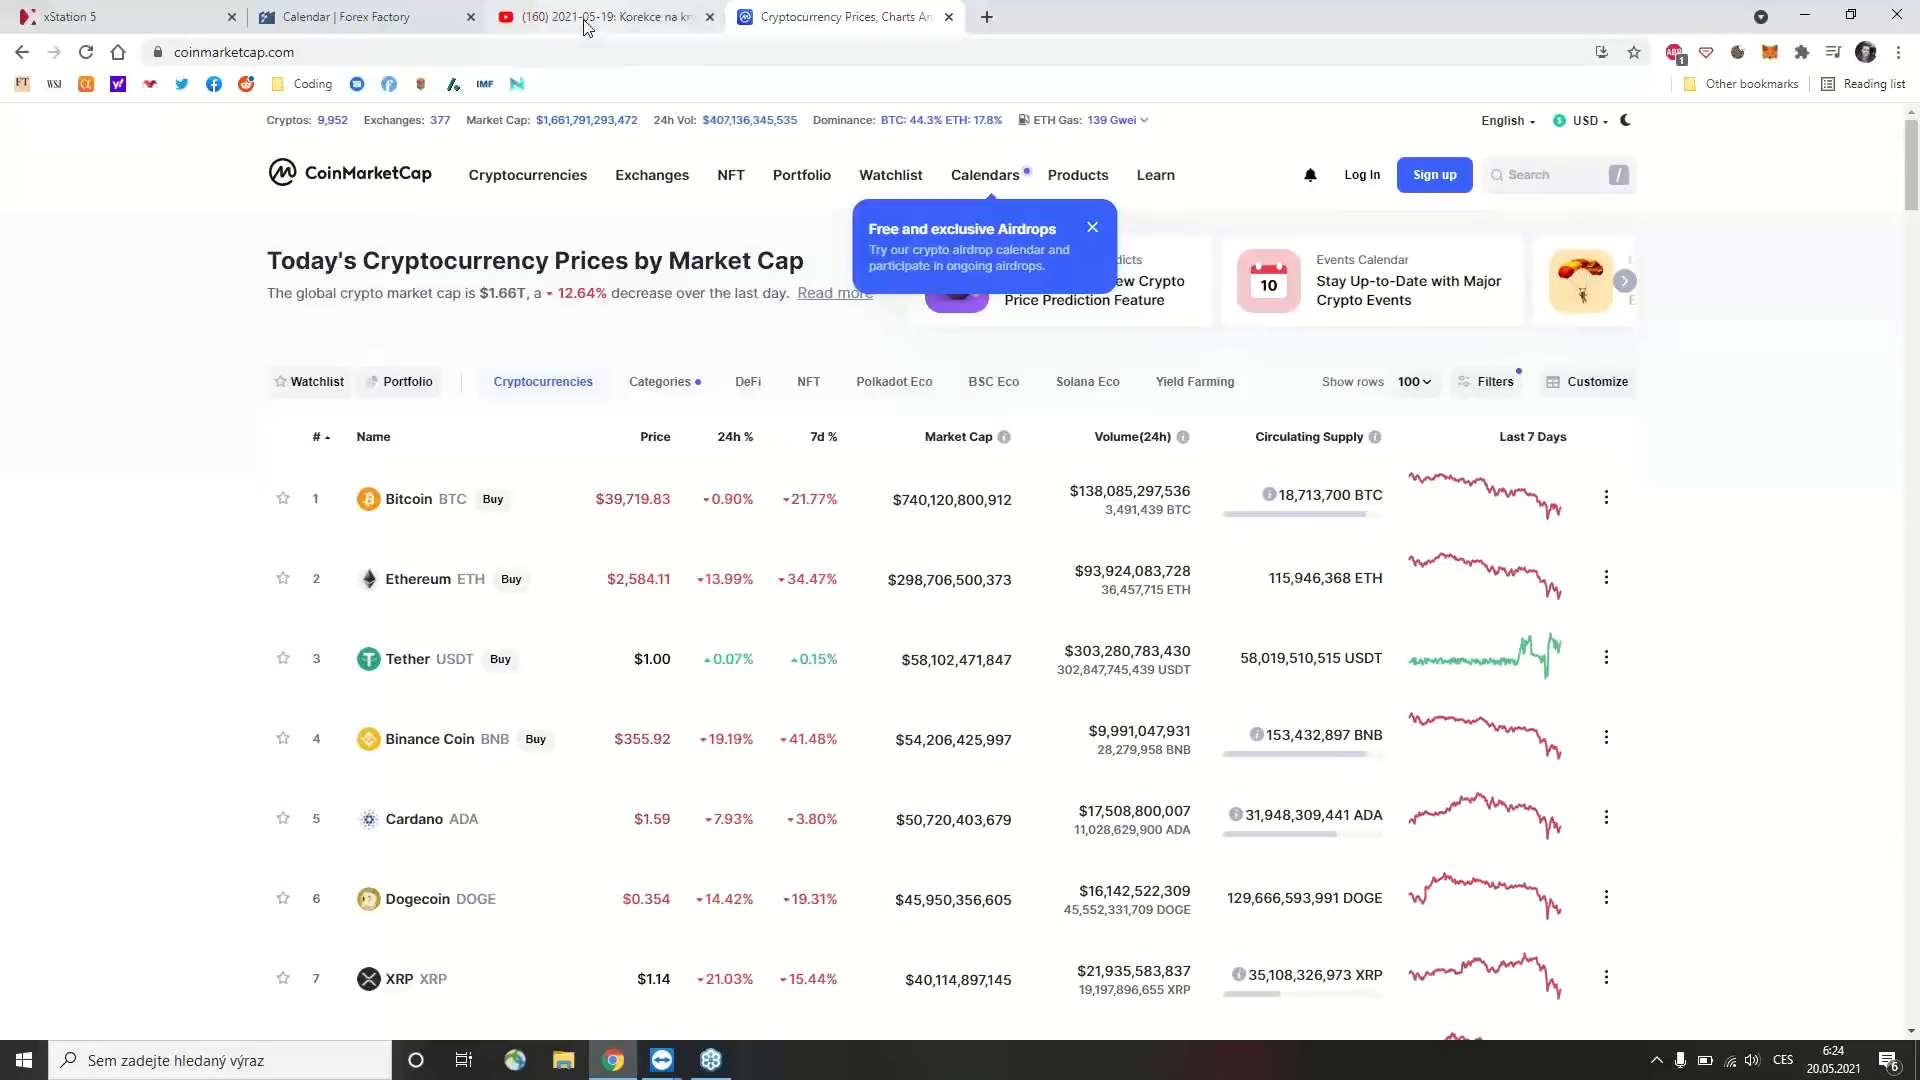 xStation 5
Calendar | Forex Factory
(160) 2021-05-19: Korekce na kry
Cryptocurrency Prices, Charts An
coinmarketcap.com
1
FT WSJ Coding IMF Other bookmarks Reading list
Cryptos: 9,952 Exchanges: 377 Market Cap: $1,661,791,293,472 24h Vol: $407,136,345,535 Dominance: BTC: 44.3% ETH: 17.8% ETH Gas: 139 Gwei English USD
CoinMarketCap Cryptocurrencies Exchanges NFT Portfolio Watchlist Calendars Products Learn Log In Sign up Search /
Free and exclusive Airdrops
Try our crypto airdrop calendar and
participate in ongoing airdrops.
Today's Cryptocurrency Prices by Market Cap
The global crypto market cap is $1.66T, a 12.64% decrease over the last day. Read more
Price Prediction Feature
Events Calendar
10
Stay Up-to-Date with Major
Crypto Events
Watchlist Portfolio Cryptocurrencies Categories DeFi NFT Polkadot Eco BSC Eco Solana Eco Yield Farming Show rows 100 Filters Customize
# Name Price 24h % 7d % Market Cap Volume(24h) Circulating Supply Last 7 Days
1 Bitcoin BTC Buy $39,719.83 0.90% 21.77% $740,120,800,912 $138,085,297,536 18,713,700 BTC
3,491,439 BTC
2 Ethereum ETH Buy $2,584.11 13.99% 34.47% $298,706,500,373 $93,924,083,728 115,946,368 ETH
36,457,715 ETH
3 Tether USDT Buy $1.00 0.07% 0.15% $58,102,471,847 $303,280,783,430 58,019,510,515 USDT
302,847,745,439 USDT
4 Binance Coin BNB Buy $355.92 19.19% 41.48% $54,206,425,997 $9,991,047,931 153,432,897 BNB
28,279,958 BNB
5 Cardano ADA $1.59 7.93% 3.80% $50,720,403,679 $17,508,800,007 31,948,309,441 ADA
11,028,629,900 ADA
6 Dogecoin DOGE $0.354 14.42% 19.31% $45,950,356,605 $16,142,522,309 129,666,593,991 DOGE
45,552,331,709 DOGE
7 XRP XRP $1.14 21.03% 15.44% $40,114,897,145 $21,935,583,837 35,108,326,973 XRP
19,197,896,655 XRP
Sem zadejte hledaný výraz
CES
6:24
20.05.2021
6